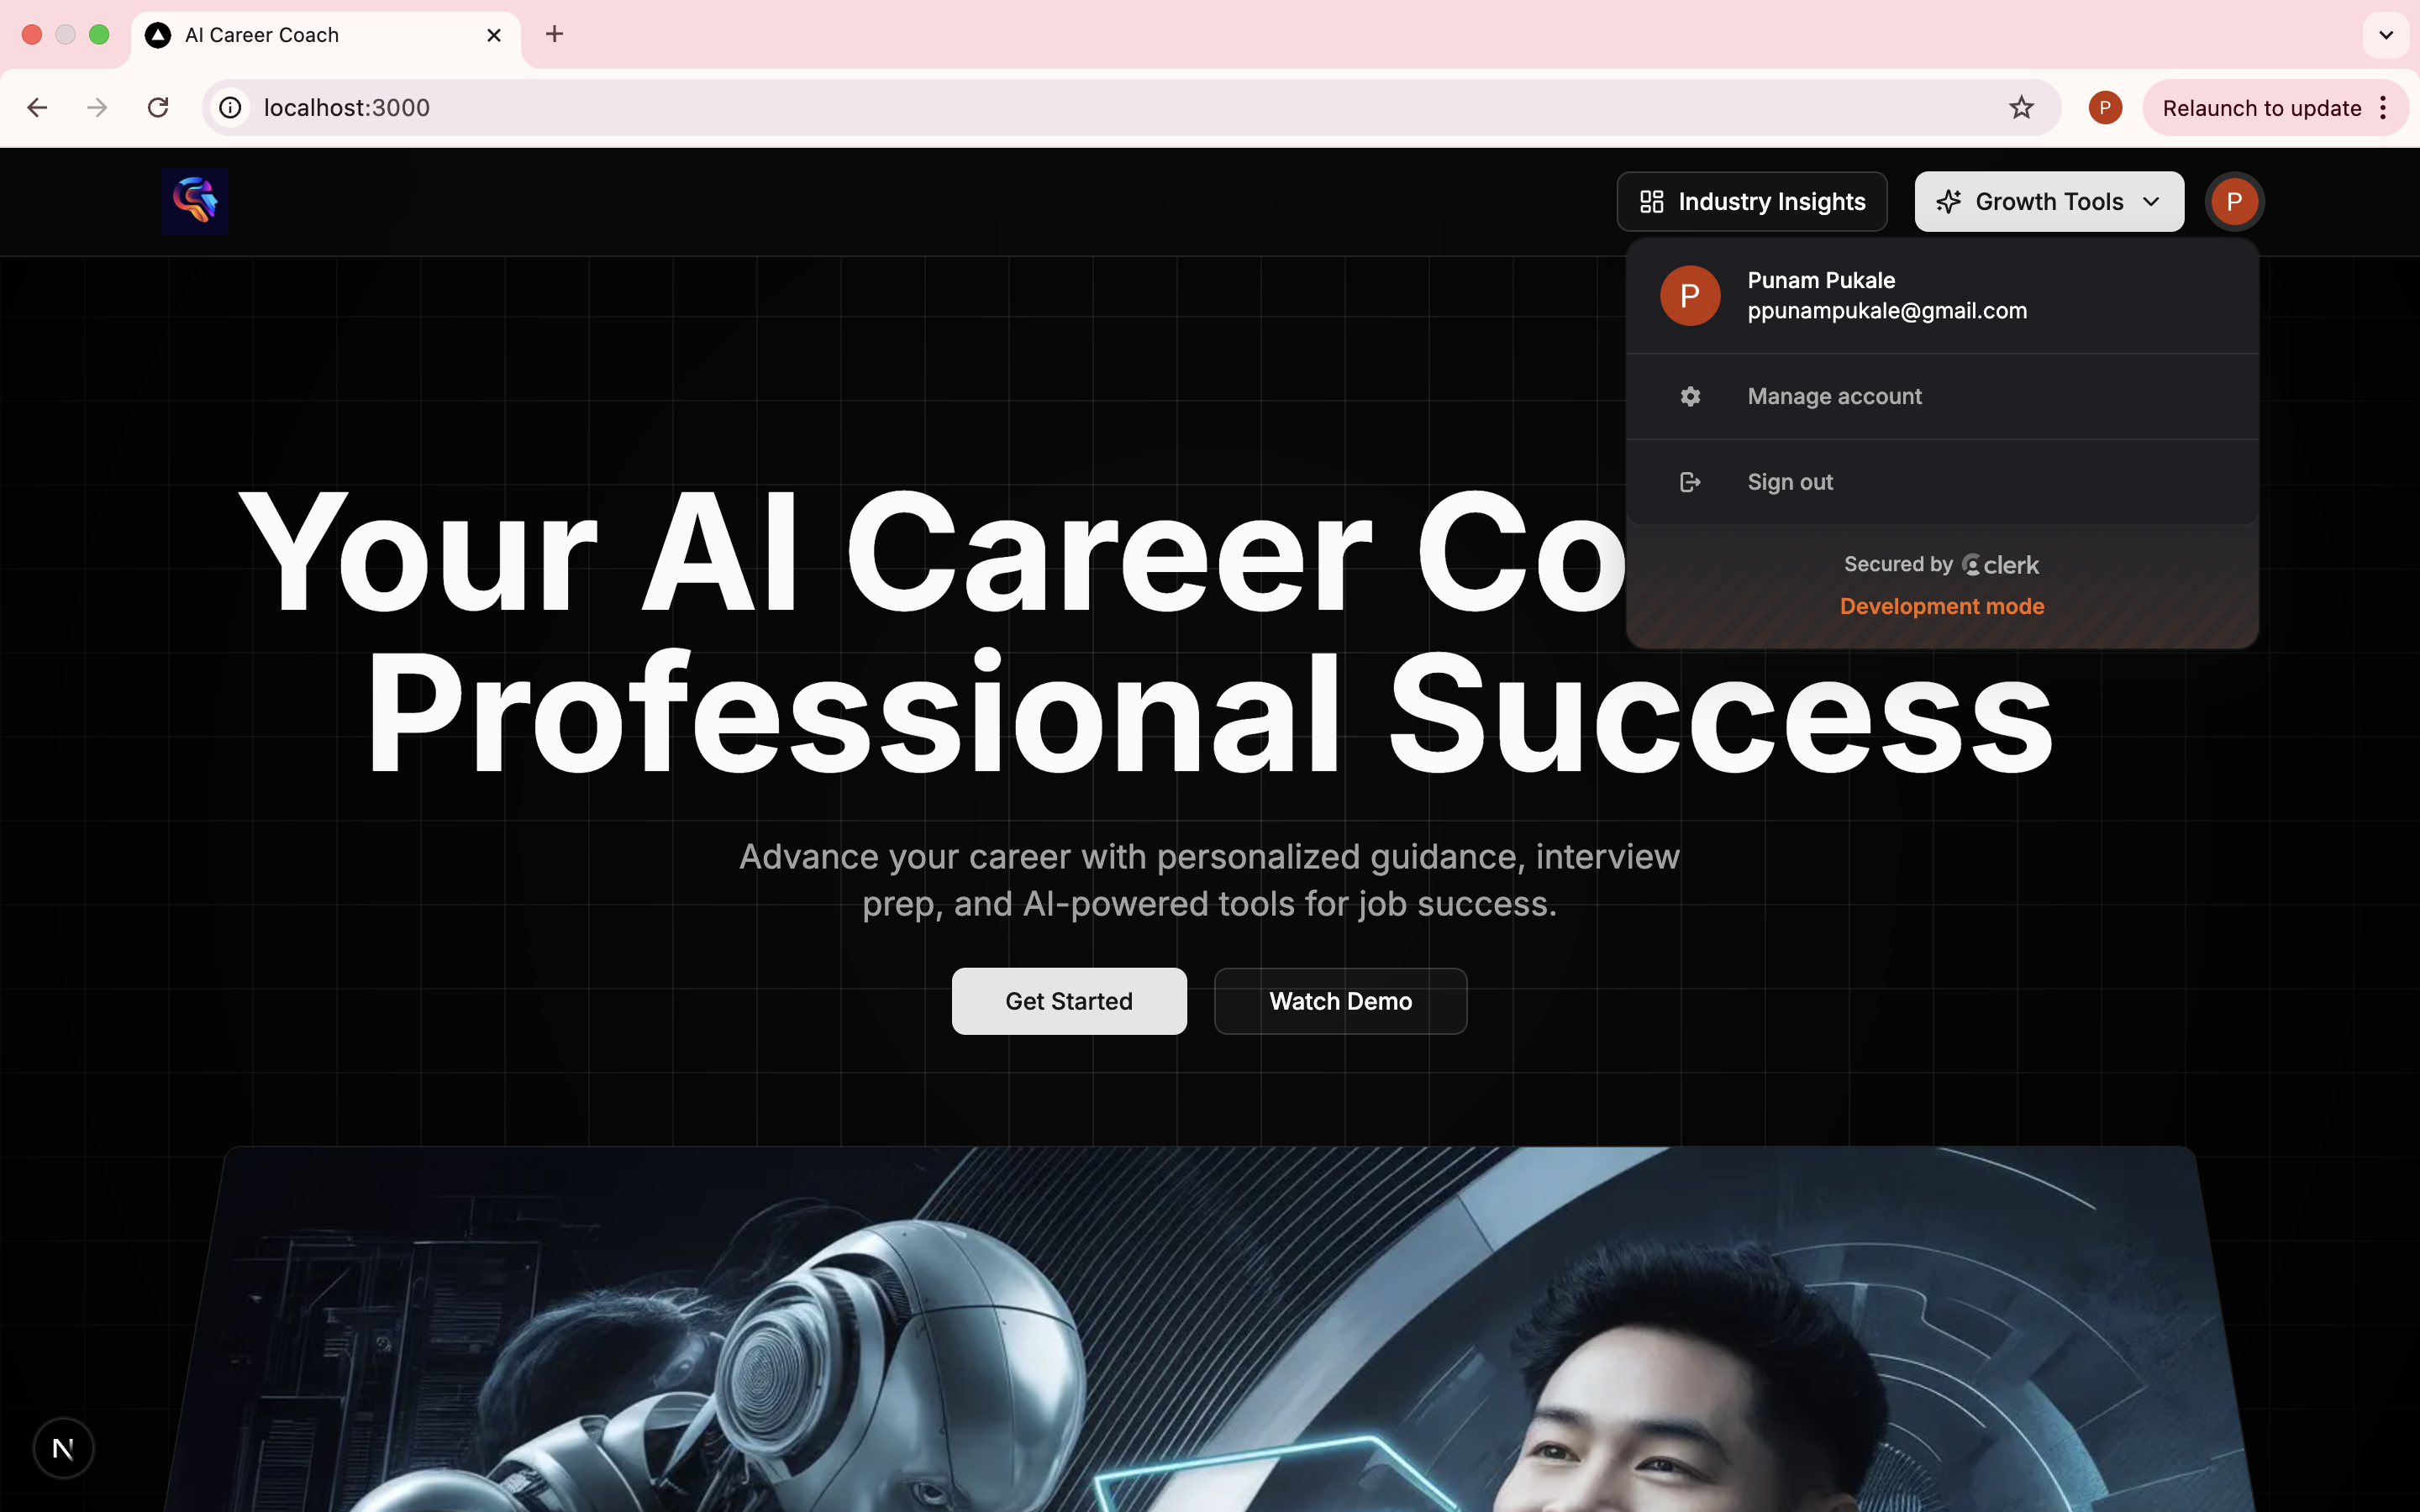 AI Career Coach
localhost:3000
P
Relaunch to update
Industry Insights
Growth Tools
P
P
Punam Pukale
ppunampukale@gmail.com
Manage account
Sign out
Secured by clerk
Development mode
Your AI Career Co
Professional Success
Advance your career with personalized guidance, interview
prep, and AI-powered tools for job success.
Get Started
Watch Demo
N